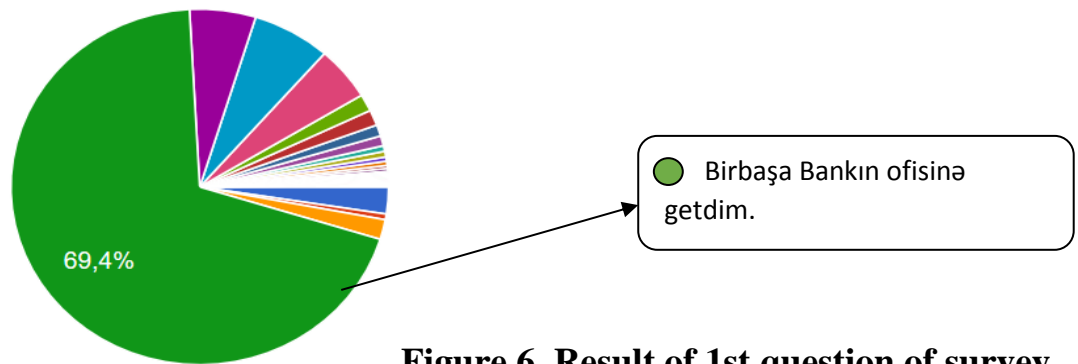 69,4%
Birbaşa Bankın ofisinə
getdim.
Figure 6. Result of 1st question of survey